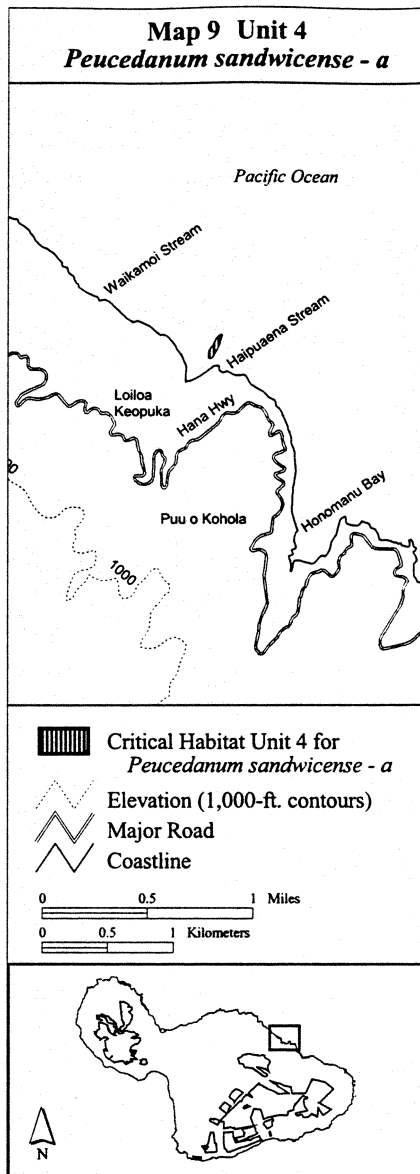 Map 9 Unit 4
Peucedanum sandwicense - a
Pacific Ocean
Waikamoi Stream
Haipuaena Stream
Loiloa
Keopuka
Hana Hwy
Honomanu Bay
Puu o Kohola
1000
Critical Habitat Unit 4 for
Peucedanum sandwicense - a
Elevation (1,000-ft. contours)
Major Road
Coastline
0 0.5 1 Miles
0 0.5 1 Kilometers
N